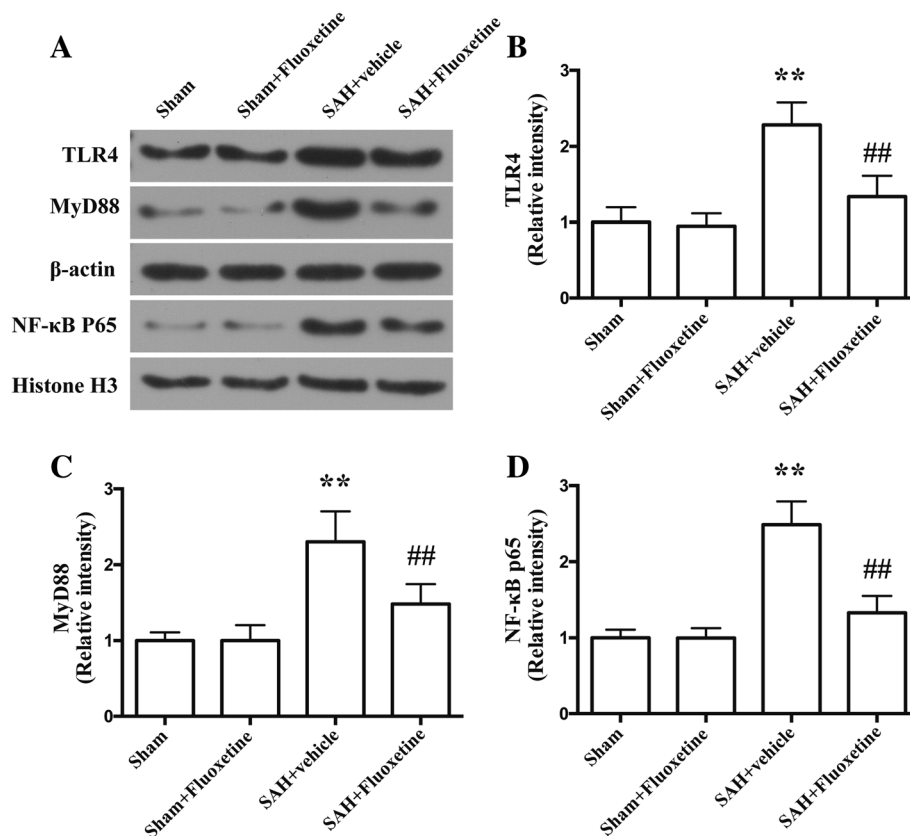 A
Sham
Sham+Fluoxetine
SAH+vehicle
SAH+Fluoxetine
TLR4
MyD88
β-actin
NF-κB P65
Histone H3
B
TLR4
(Relative intensity)
3
2
1
0
**
##
Sham
Sham+Fluoxetine
SAH+vehicle
SAH+Fluoxetine
C
MyD88
(Relative intensity)
3
2
1
0
**
##
Sham
Sham+Fluoxetine
SAH+vehicle
SAH+Fluoxetine
D
NF-κB p65
(Relative intensity)
3
2
1
0
**
##
Sham
Sham+Fluoxetine
SAH+vehicle
SAH+Fluoxetine